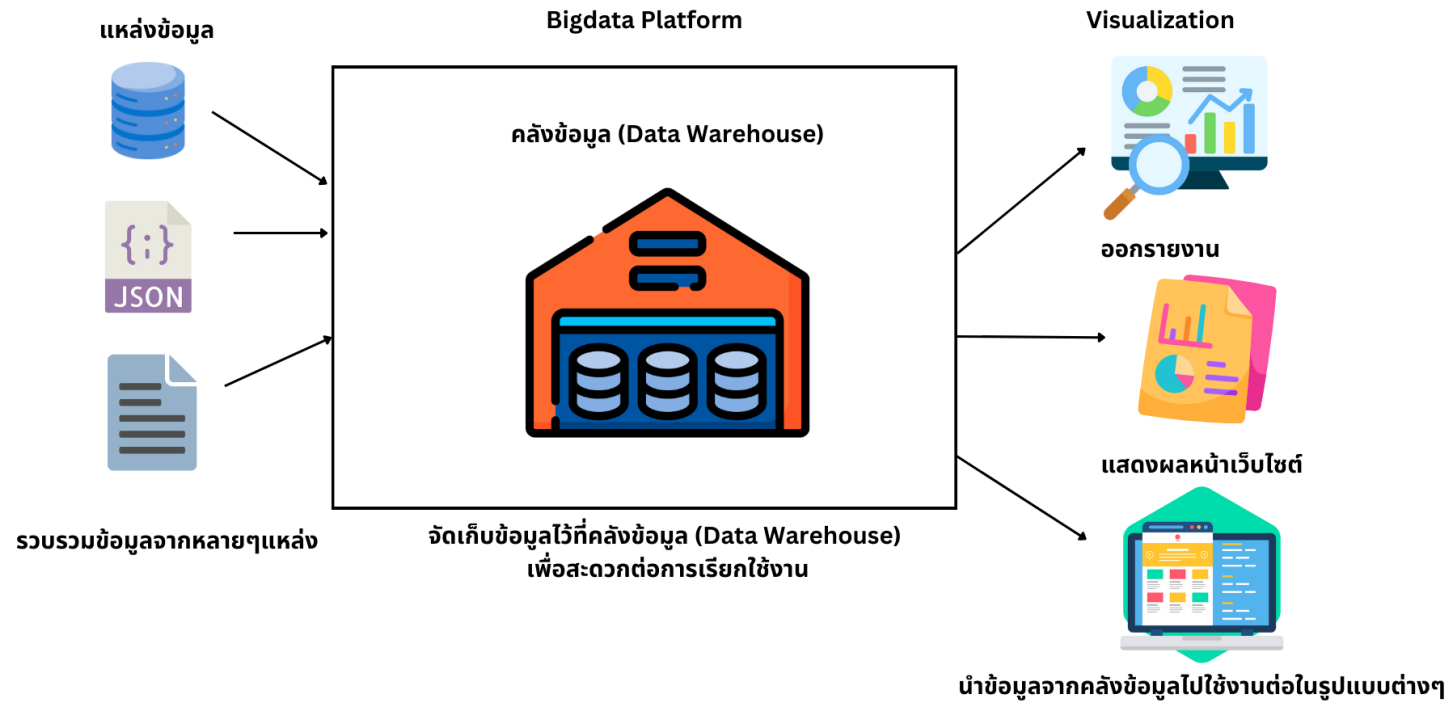 แหล่งข้อมูล
JSON
รวบรวมข้อมูลจากหลายๆแหล่ง
Bigdata Platform
คลังข้อมูล (Data Warehouse)
จัดเก็บข้อมูลไว้ที่คลังข้อมูล (Data Warehouse)
เพื่อสะดวกต่อการเรียกใช้งาน
Visualization
ออกรายงาน
แสดงผลหน้าเว็บไซต์
นำข้อมูลจากคลังข้อมูลไปใช้งานต่อในรูปแบบต่างๆ